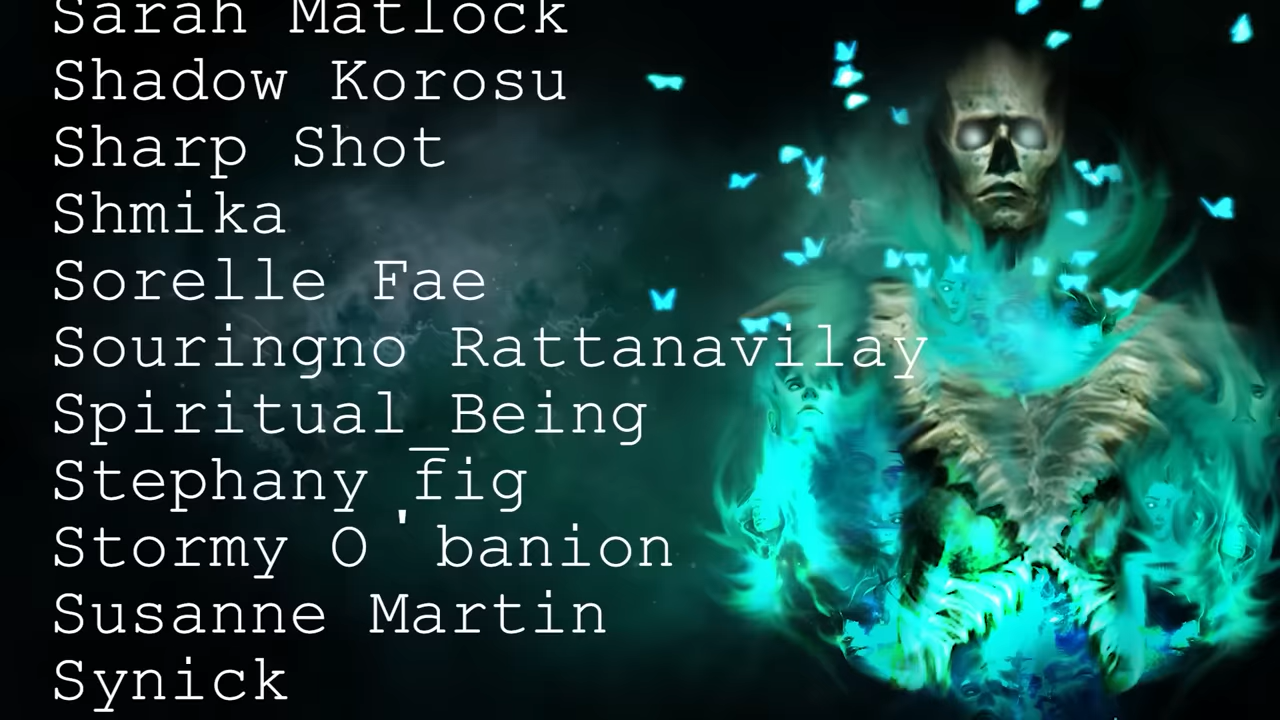 Sarah Matlock
Shadow Korosu
Sharp Shot
Shmika
Sorelle Fae
Souringno Rattanavilay
Spiritual_Being
Stephany fig
Stormy O'banion
Susanne Martin
Synick